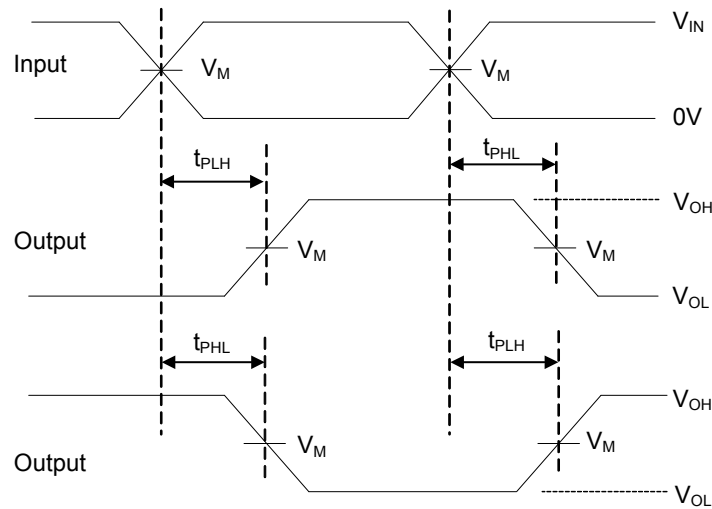 V_IN
Input
V_M
V_M
0V
t_PLH
t_PHL
V_OH
Output
V_M
V_M
V_OL
t_PHL
t_PLH
V_OH
V_M
V_M
Output
V_OL